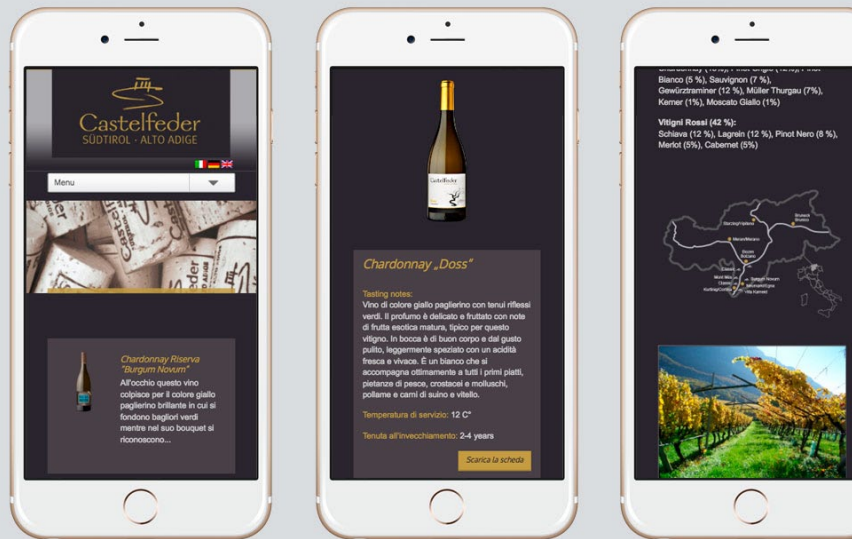 Castelfeder
SÜDTIROL · ALTO ADIGE
Menu
Castelfeder
Chardonnay Riserva
"Burgum Novum"
All'occhio questo vino
colpisce per il colore giallo
paglierino brillante in cui si
fondono bagliori verdi
mentre nel suo bouquet si
riconoscono...
Castelfeder
Chardonnay „Doss"
Tasting notes:
Vino di colore giallo paglierino con tenui riflessi
verdi. Il profumo è delicato e fruttato con note
di frutta esotica matura, tipico per questo
vitigno. In bocca è di buon corpo e dal gusto
pulito, leggermente speziato con un acidità
fresca e vivace. È un bianco che si
accompagna ottimamente a tutti i primi piatti,
pietanze di pesce, crostacei e molluschi,
pollame e carni di suino e vitello.
Temperatura di servizio: 12 C°
Tenuta all'invecchiamento: 2-4 years
Scarica la scheda
Bianco (5 %), Sauvignon (7 %),
Gewürztraminer (12 %), Müller Thurgau (7%),
Kerner (1%), Moscato Giallo (1%)
Vitigni Rossi (42 %):
Schiava (12 %), Lagrein (12 %), Pinot Nero (8 %),
Merlot (5%), Cabernet (5%)
Meran/Merano
Burgum Novum